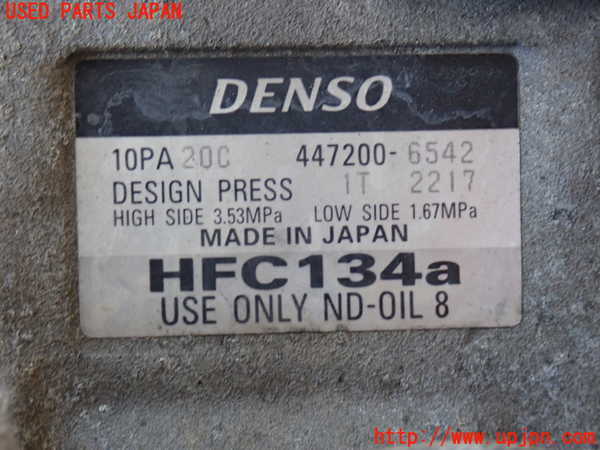 USED PARTS JAPAN
DENSO
10PA 20C 447200-6542
DESIGN PRESS 1T 2217
HIGH SIDE 3.53MPa LOW SIDE 1.67MPa
MADE IN JAPAN
HFC134a
USE ONLY ND-OIL 8
http://www.upjpn.com/